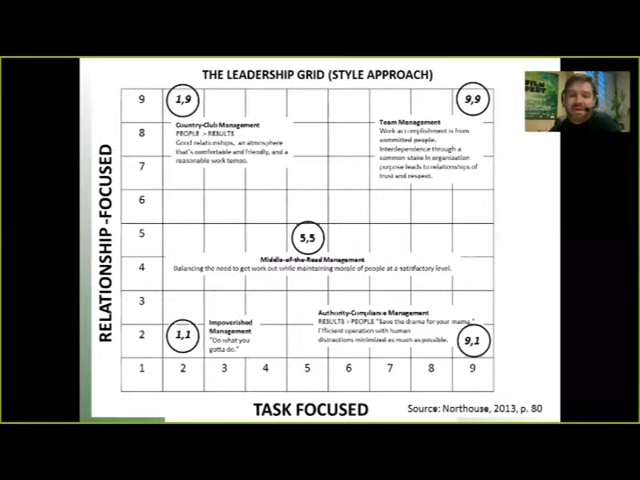 THE LEADERSHIP GRID (STYLE APPROACH)
9
1,9
9,9
Country-Club Management
PEOPLE > RESULTS
Good relationships, an atmosphere
that's comfortable and friendly, and a
reasonable work tempo.
Team Management
Work accomplishment is from
committed people.
Interdependence through a
common stake in organization
purpose leads to relationships of
trust and respect.
8
7
6
5
5,5
Middle-of-the-Road Management
4
Balancing the need to get work out while maintaining morale of people at a satisfactory level.
3
Impoverished
Management
"Do what you
gotta do."
Authority-Compliance Management
RESULTS > PEOPLE "Save the drama for your mama."
Efficient operation with human
distractions minimized as much as possible.
2
1,1
9,1
1 2 3 4 5 6 7 8 9
RELATIONSHIP-FOCUSED
TASK FOCUSED
Source: Northouse, 2013, p. 80
FILM
FEST